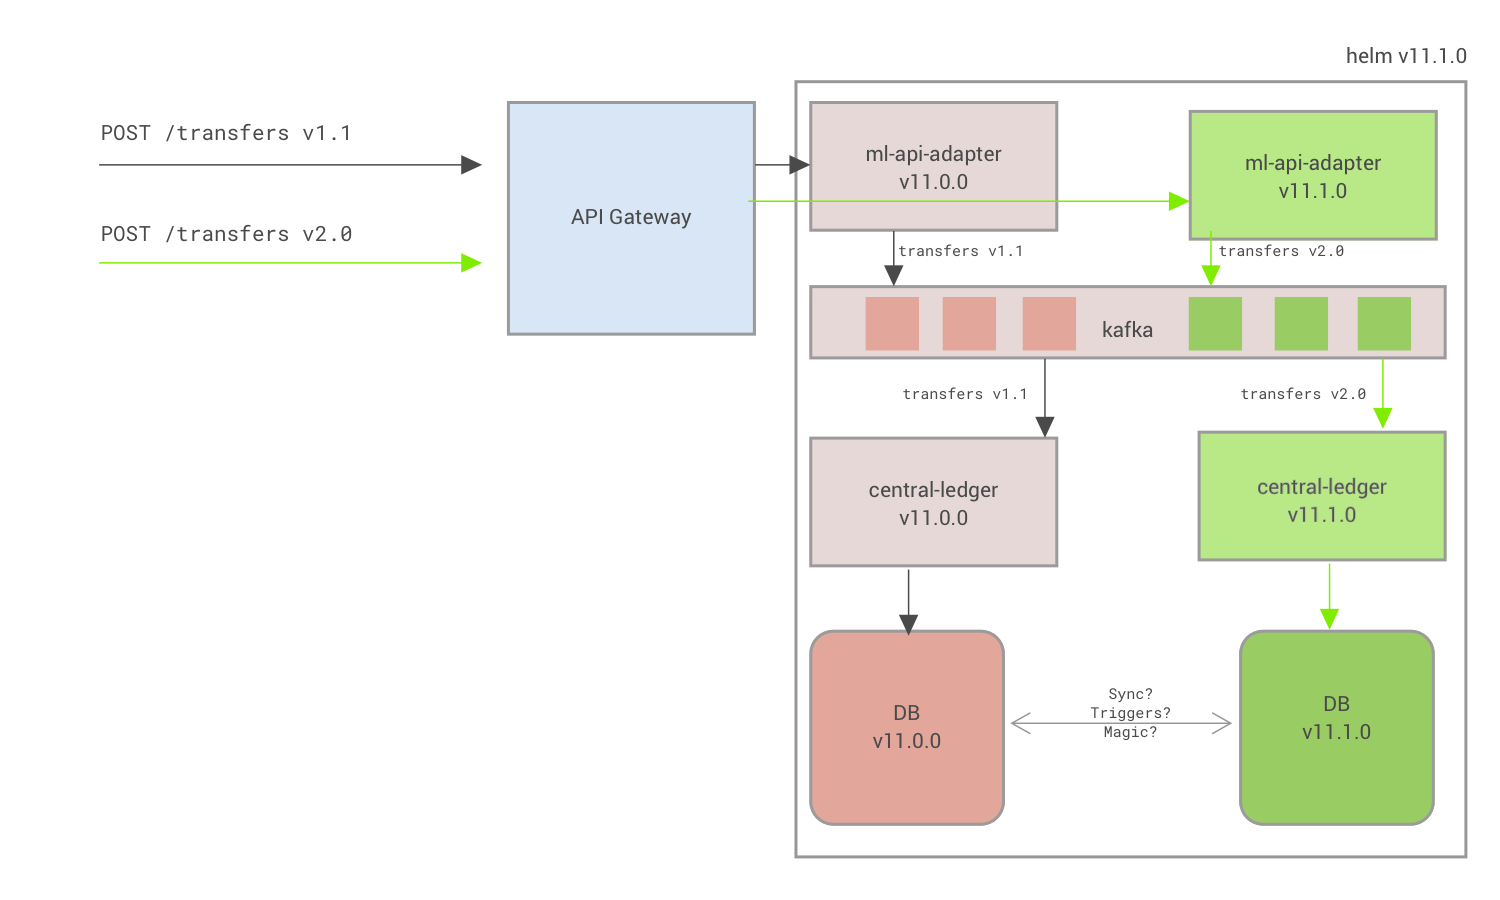 helm v11.1.0
POST /transfers v1.1
POST /transfers v2.0
API Gateway
ml-api-adapter
v11.0.0
ml-api-adapter
v11.1.0
transfers v1.1
transfers v2.0
kafka
transfers v1.1
transfers v2.0
central-ledger
v11.0.0
central-ledger
v11.1.0
DB
v11.0.0
Sync?
Triggers?
Magic?
DB
v11.1.0